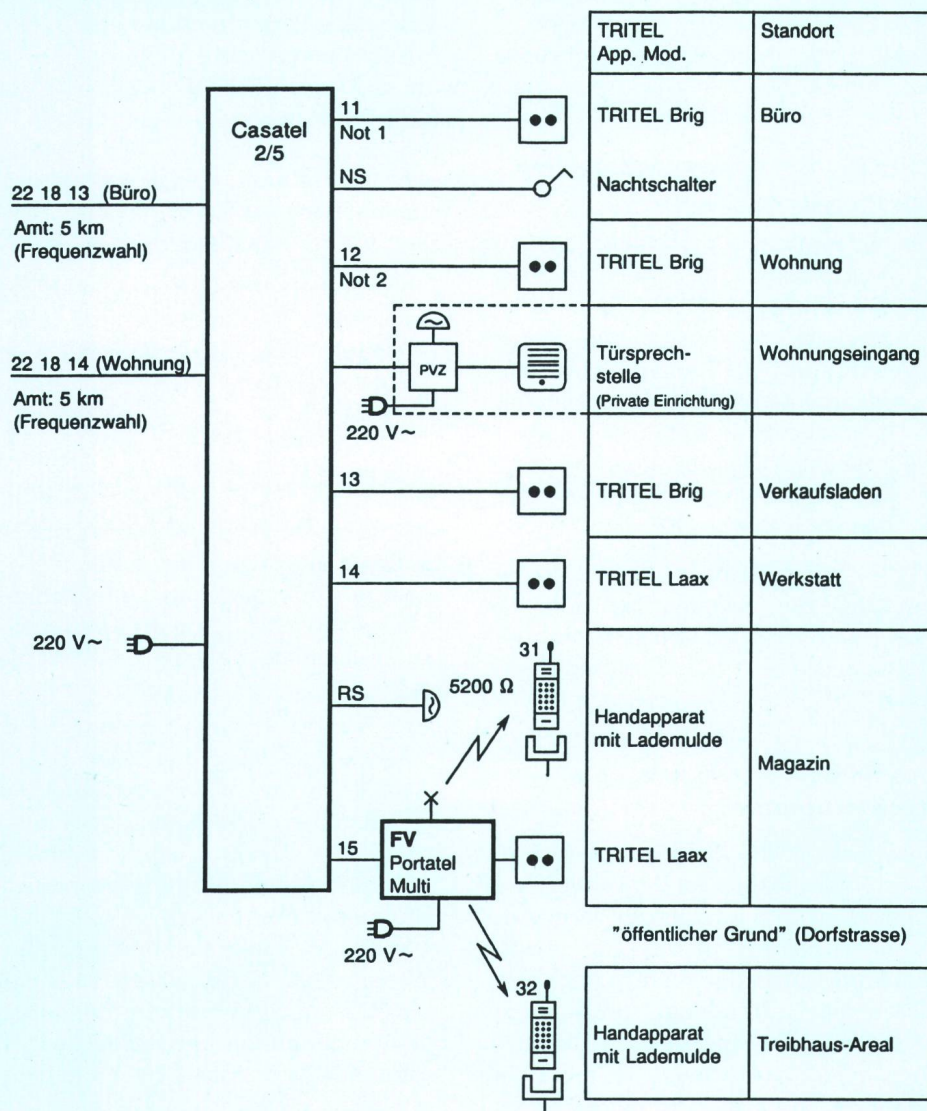 TRITEL
App. Mod.
Standort
Casatel
2/5
11
Not 1
TRITEL Brig
Büro
NS
Nachtschalter
22 18 13 (Büro)
Amt: 5 km
(Frequenzwahl)
12
Not 2
TRITEL Brig
Wohnung
22 18 14 (Wohnung)
Amt: 5 km
(Frequenzwahl)
PVZ
220 V~
Türsprech-
stelle
(Private Einrichtung)
Wohnungseingang
13
TRITEL Brig
Verkaufsladen
14
TRITEL Laax
Werkstatt
220 V~
RS
5200 Ω
31
Handapparat
mit Lademulde
Magazin
15
FV
Portatel
Multi
TRITEL Laax
220 V~
"öffentlicher Grund" (Dorfstrasse)
32
Handapparat
mit Lademulde
Treibhaus-Areal